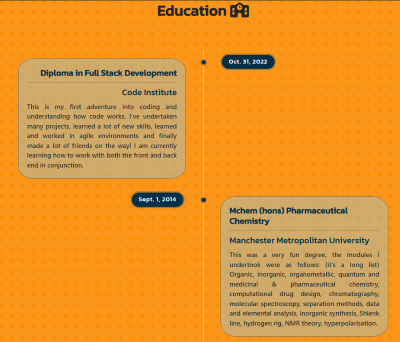 Education
Diploma in Full Stack Development
Oct. 31, 2022
Code Institute
This is my first adventure into coding and
understanding how code works. I've undertaken
many projects, learned a lot of new skills, learned
and worked in agile environments and finally
made a lot of friends on the way! I am currently
learning how to work with both the front and back
end in conjunction.
Sept. 1, 2014
Mchem (hons) Pharmaceutical
Chemistry
Manchester Metropolitan University
This was a very fun degree, the modules I
undertook were as follows: (it's a long list)
Organic, inorganic, organometallic, quantum and
medicinal & pharmaceutical chemistry,
computational drug design, chromatography,
molecular spectroscopy, separation methods, data
and elemental analysis, inorganic synthesis, Shlenk
line, hydrogen rig, NMR theory, hyperpolarisation.